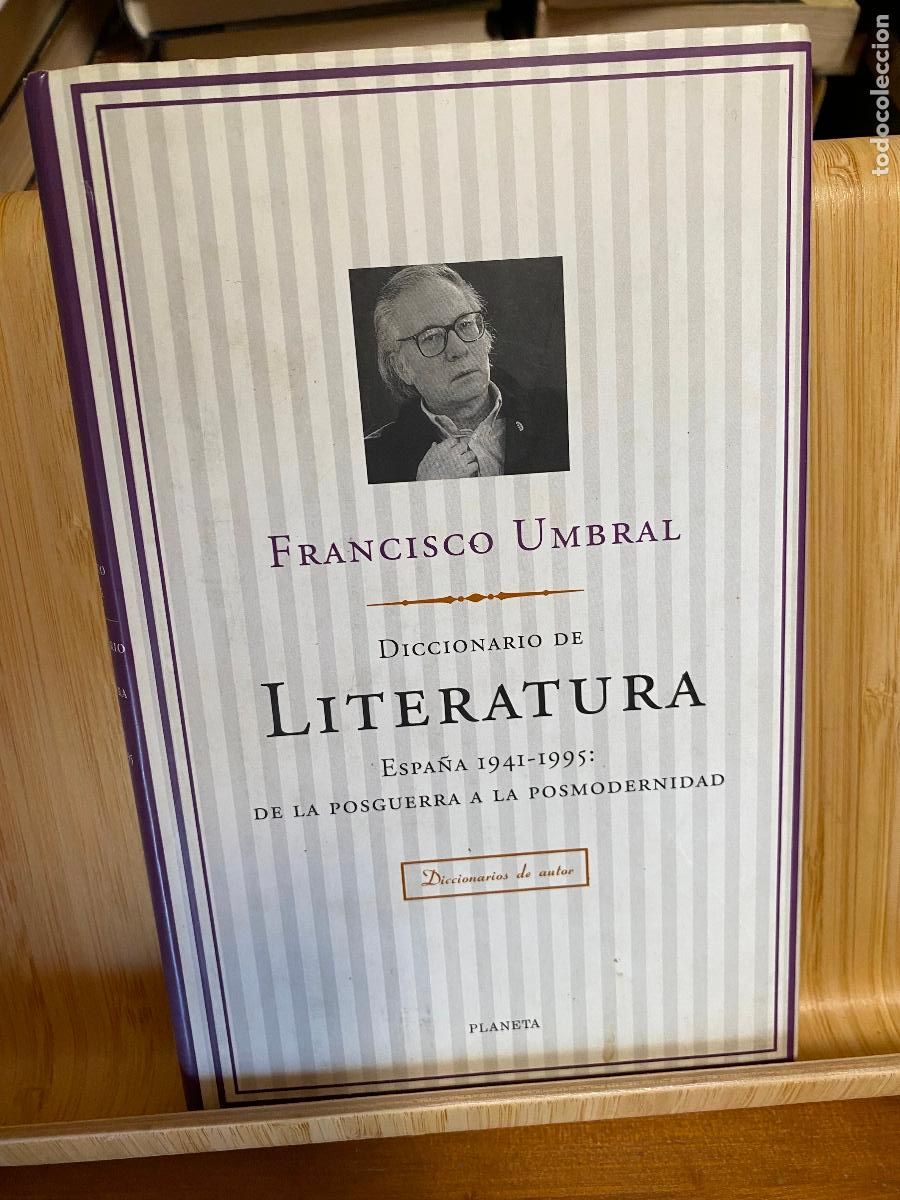 todocoleccion
FRANCISCO UMBRAL
DICCIONARIO DE
LITERATURA
ESPAÑA 1941-1995:
DE LA POSGUERRA A LA POSMODERNIDAD
Diccionarios de autor
PLANETA